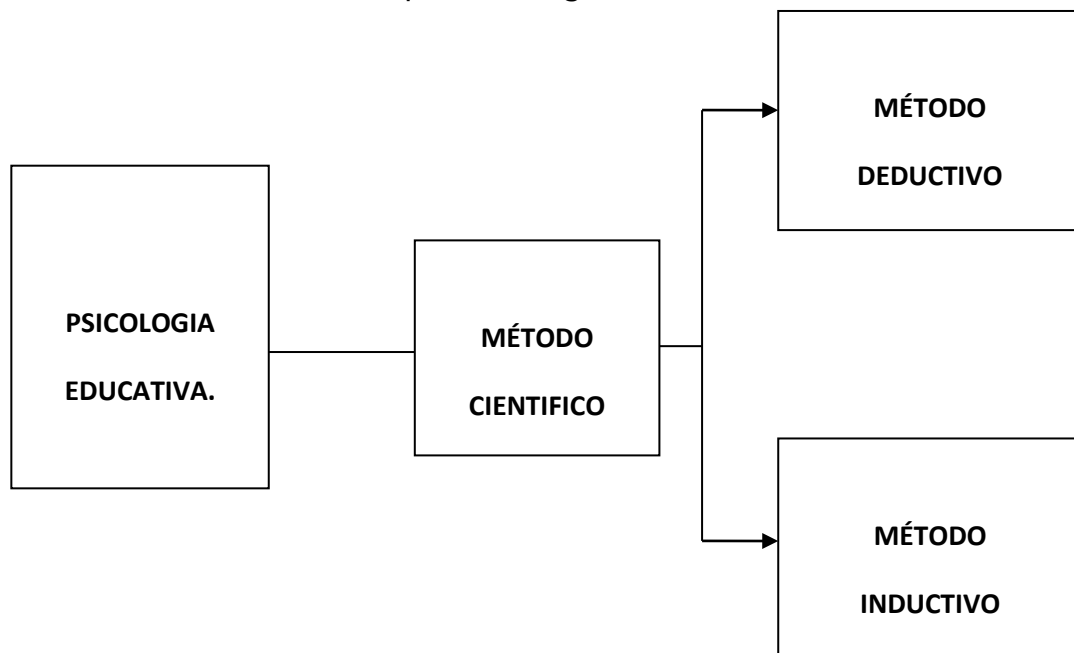 PSICOLOGIA
EDUCATIVA.
MÉTODO
CIENTIFICO
MÉTODO
DEDUCTIVO
MÉTODO
INDUCTIVO